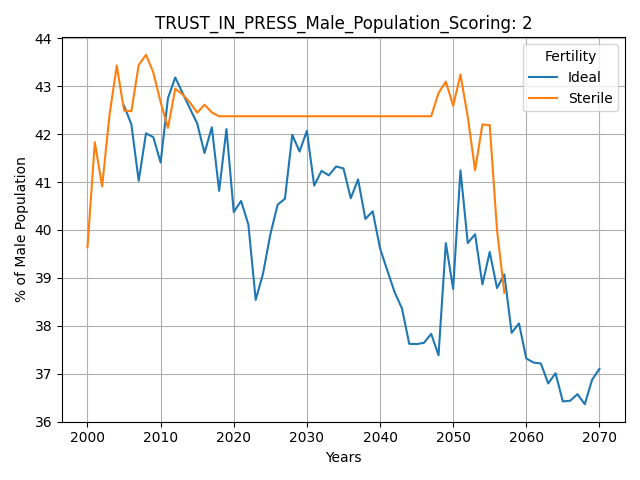 TRUST_IN_PRESS_Male_Population_Scoring: 2
Fertility
Ideal
Sterile
% of Male Population
44
43
42
41
40
39
38
37
36
2000
2010
2020
2030
2040
2050
2060
2070
Years